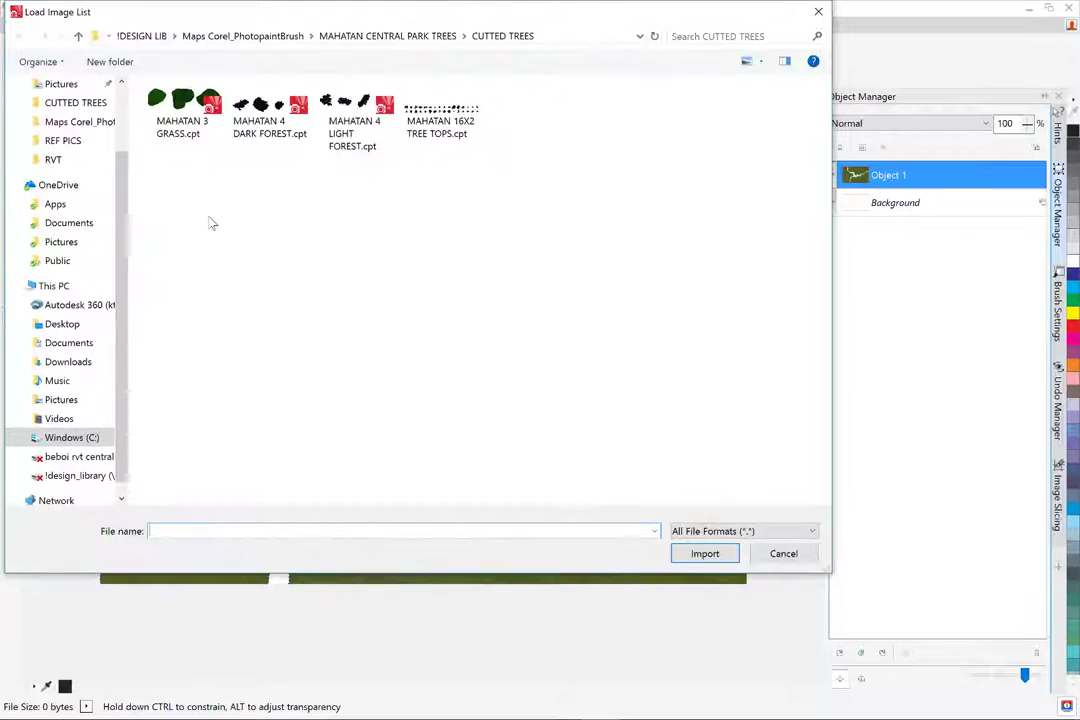 Load Image List
!DESIGN LIB
Maps Corel_PhotopaintBrush
MAHATAN CENTRAL PARK TREES
CUTTED TREES
Search CUTTED TREES
Organize
New folder
Pictures
CUTTED TREES
Maps Corel_Phot
REF PICS
RVT
OneDrive
Apps
Documents
Pictures
Public
This PC
Autodesk 360 (kt
Desktop
Documents
Downloads
Music
Pictures
Videos
Windows (C:)
beboi rvt central
!design_library (\
Network
MAHATAN 3
GRASS.cpt
MAHATAN 4
DARK FOREST.cpt
MAHATAN 4
LIGHT
FOREST.cpt
MAHATAN 16X2
TREE TOPS.cpt
File name:
All File Formats (*.*)
Import
Cancel
Object Manager
Normal
100
%
Object 1
Background
Hints
Object Manager
Brush Settings
Undo Manager
Image Slicing
File Size: 0 bytes
Hold down CTRL to constrain, ALT to adjust transparency